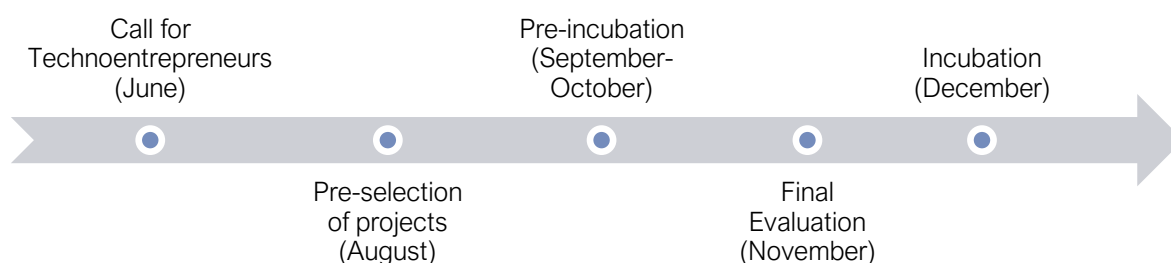 Call for
Technoentrepreneurs
(June)
Pre-selection
of projects
(August)
Pre-incubation
(September-
October)
Final
Evaluation
(November)
Incubation
(December)